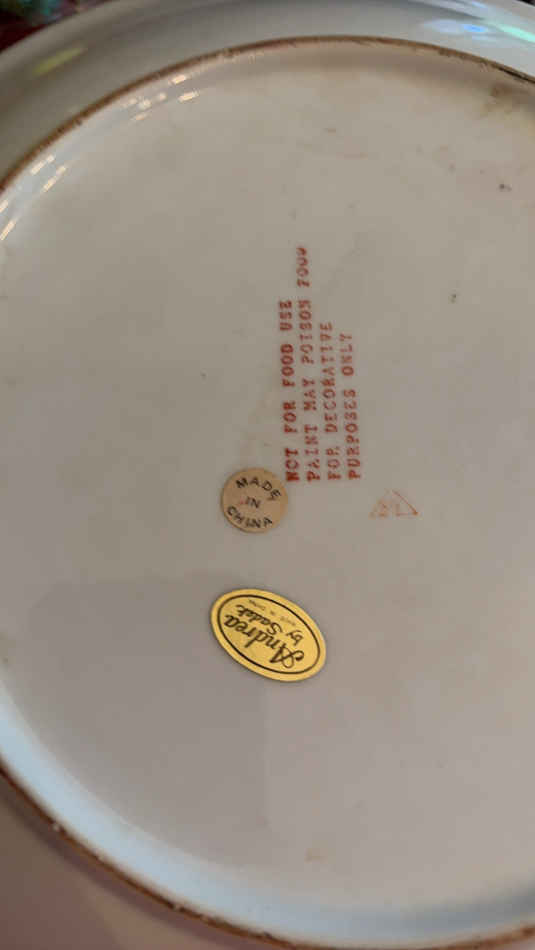 NOT FOR FOOD USE
PAINT MAY POISON FOOD
FOR DECORATIVE
PURPOSES ONLY
MADE
IN
CHINA
Andrea
by Sadek